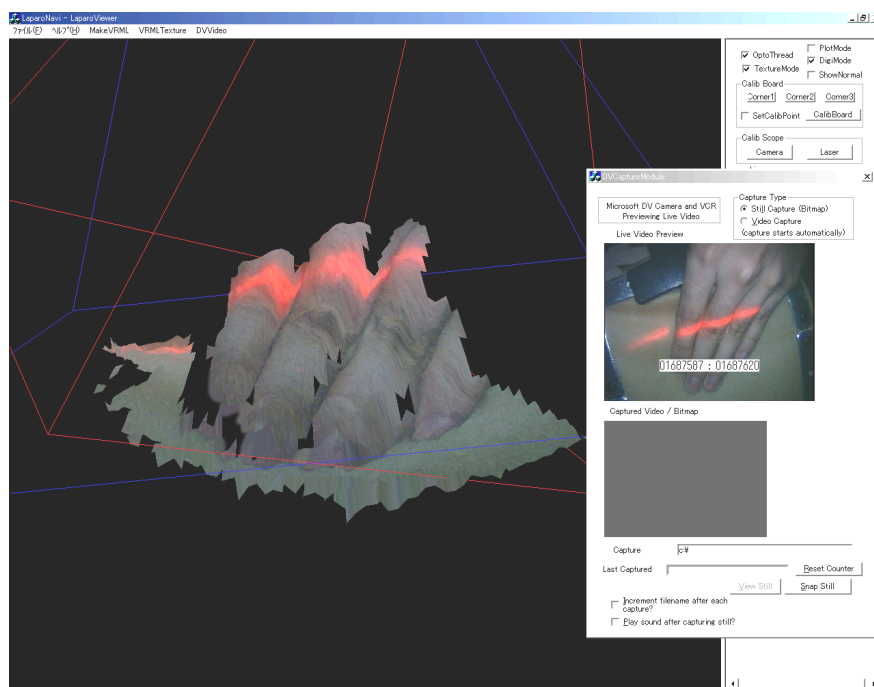 LaparoNavi - LaparoViewer
ﾌｧｲﾙ(F) ﾍﾙﾌﾟ(H) MakeVRML VRMLTexture DVVideo
PlotMode
OptoThread
DigiMode
TextureMode
ShowNormal
Calib Board
Corner1 Corner2 Corner3
SetCalibPoint CalibBoard
Calib Scope
Camera Laser
DVCaptureModule
Microsoft DV Camera and VCR
Previewing Live Video
Capture Type
Still Capture (Bitmap)
Video Capture
(capture starts automatically)
Live Video Preview
01687587 : 01687620
Captured Video / Bitmap
Capture c:¥
Last Captured Reset Counter
View Still Snap Still
Increment filename after each
capture?
Play sound after capturing still?